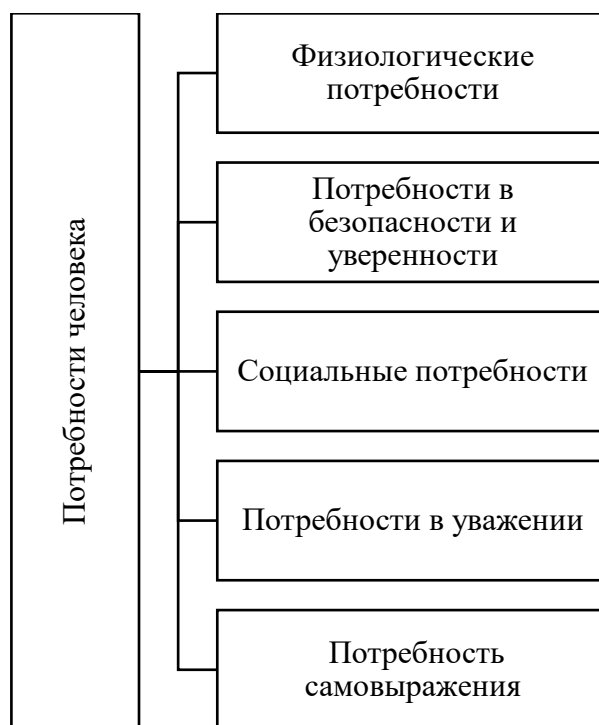 Потребности человека
Физиологические
потребности
Потребности в
безопасности и
уверенности
Социальные потребности
Потребности в уважении
Потребность
самовыражения